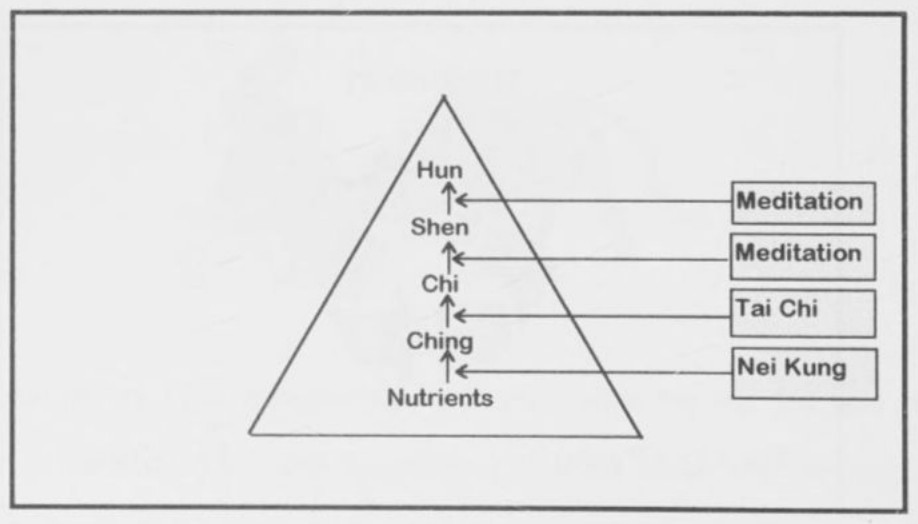 Hun
Meditation
Shen
Meditation
Chi
Tai Chi
Ching
Nei Kung
Nutrients